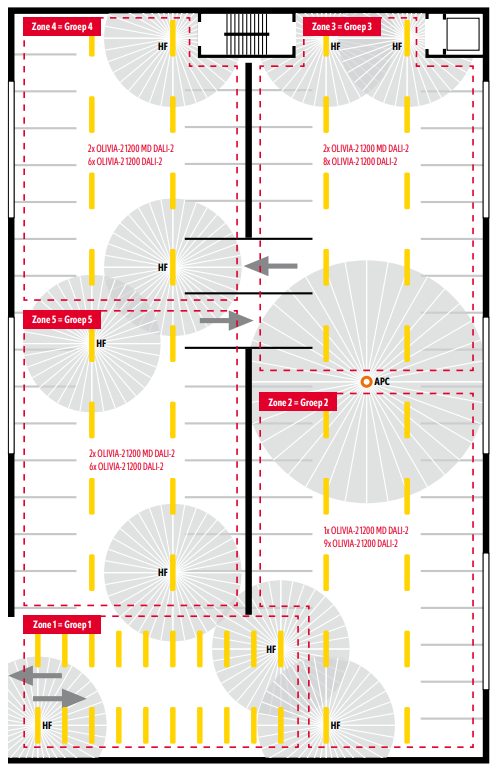 Zone 4 = Groep 4
Zone 3 = Groep 3
HF
HF
HF
2x OLIVIA-2 1200 MD DALI-2
6x OLIVIA-2 1200 DALI-2
2x OLIVIA-2 1200 MD DALI-2
8x OLIVIA-2 1200 DALI-2
HF
Zone 5 = Groep 5
HF
APC
Zone 2 = Groep 2
2x OLIVIA-2 1200 MD DALI-2
6x OLIVIA-2 1200 DALI-2
1x OLIVIA-2 1200 MD DALI-2
9x OLIVIA-2 1200 DALI-2
HF
Zone 1 = Groep 1
HF
HF
HF